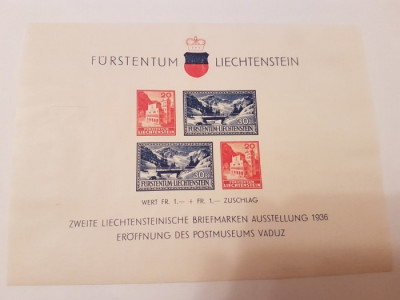 FÜRSTENTUM LIECHTENSTEIN
20
30
FÜRSTENTUM LIECHTENSTEIN
20
30
FÜRSTENTUM LIECHTENSTEIN
WERT FR. 1.— + FR. 1.— ZUSCHLAG
ZWEITE LIECHTENSTEINISCHE BRIEFMARKEN AUSSTELLUNG 1936
ERÖFFNUNG DES POSTMUSEUMS VADUZ